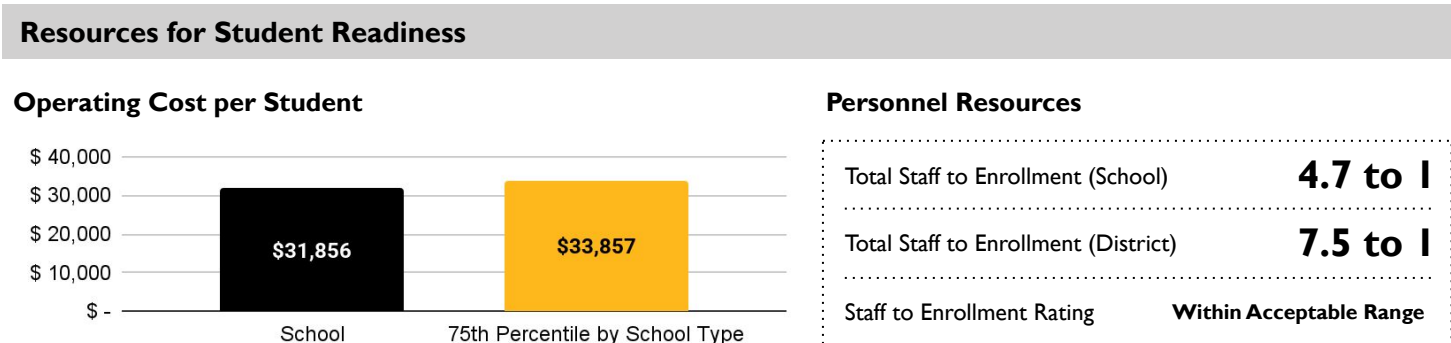 Resources for Student Readiness
Operating Cost per Student
$ 40,000
$ 30,000
$ 20,000
$ 10,000
$ -
$31,856
$33,857
School
75th Percentile by School Type
Personnel Resources
Total Staff to Enrollment (School) 4.7 to 1
Total Staff to Enrollment (District) 7.5 to 1
Staff to Enrollment Rating Within Acceptable Range